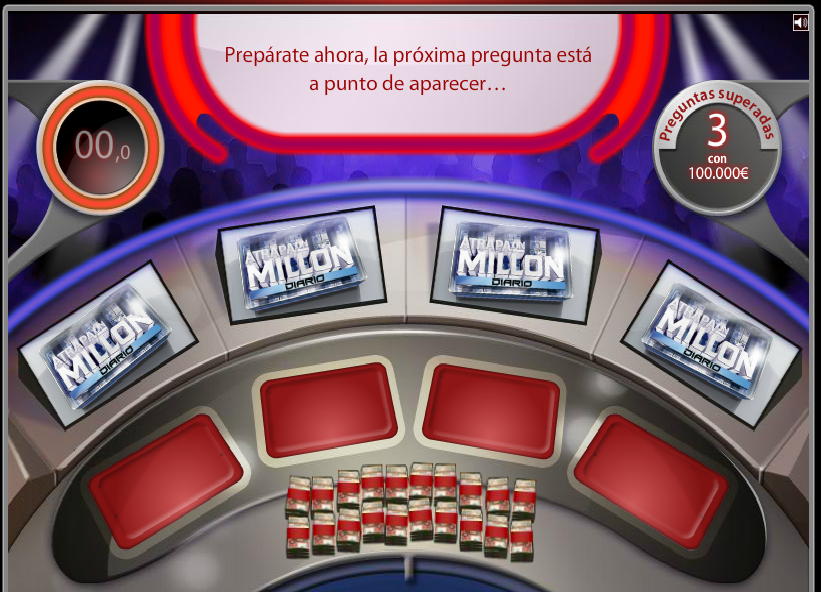 Prepárate ahora, la próxima pregunta está
a punto de aparecer…
00,0
Preguntas superadas
3
con
100.000€
ATRAPA UN
MILLÓN
DIARIO
ATRAPA UN
MILLÓN
DIARIO
ATRAPA UN
MILLÓN
DIARIO
ATRAPA UN
MILLÓN
DIARIO